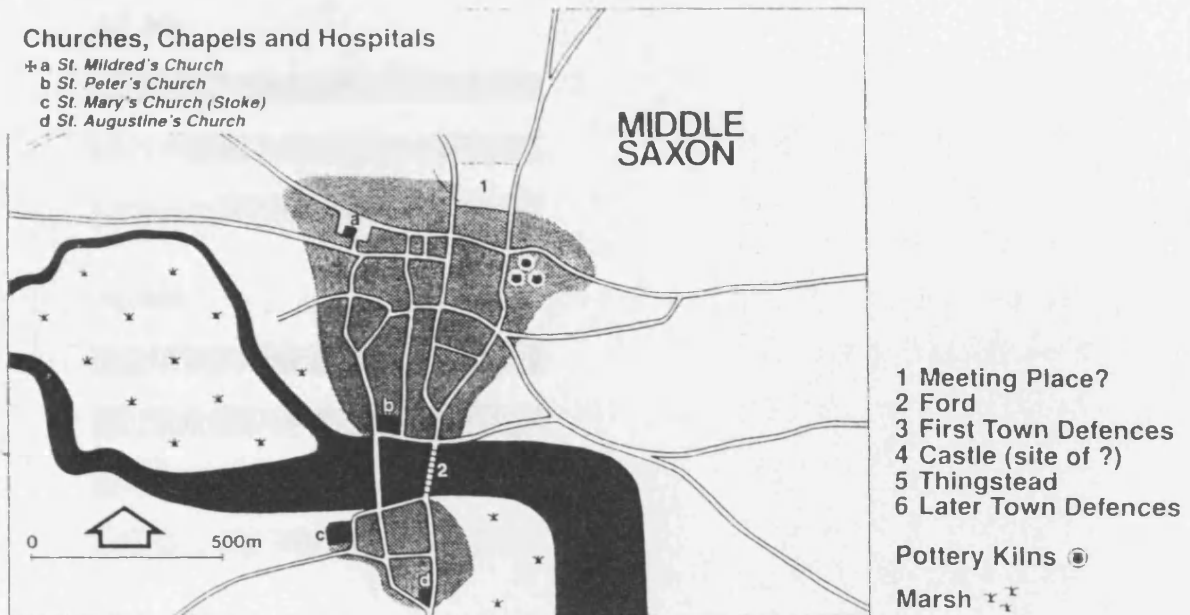 Churches, Chapels and Hospitals
a St. Mildred's Church
b St. Peter's Church
c St. Mary's Church (Stoke)
d St. Augustine's Church
MIDDLE
SAXON
1
a
b
2
c
d
0 500m
1 Meeting Place?
2 Ford
3 First Town Defences
4 Castle (site of ?)
5 Thingstead
6 Later Town Defences
Pottery Kilns
Marsh